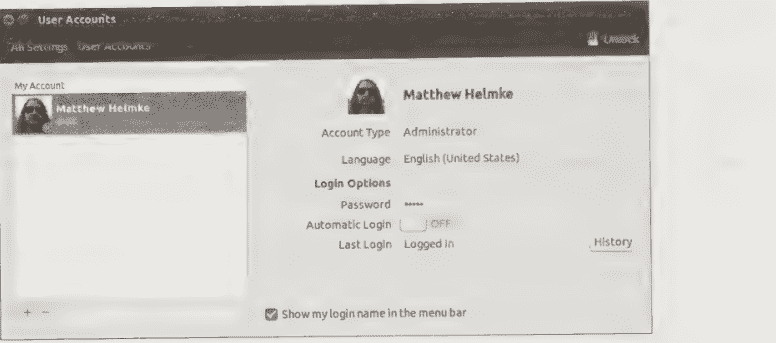 User Accounts
All Settings User Accounts
Unlock
My Account
Matthew Helmke
Matthew Helmke
Account Type Administrator
Language English (United States)
Login Options
Password •••••
Automatic Login OFF
Last Login Logged in
History
+ −
Show my login name in the menu bar